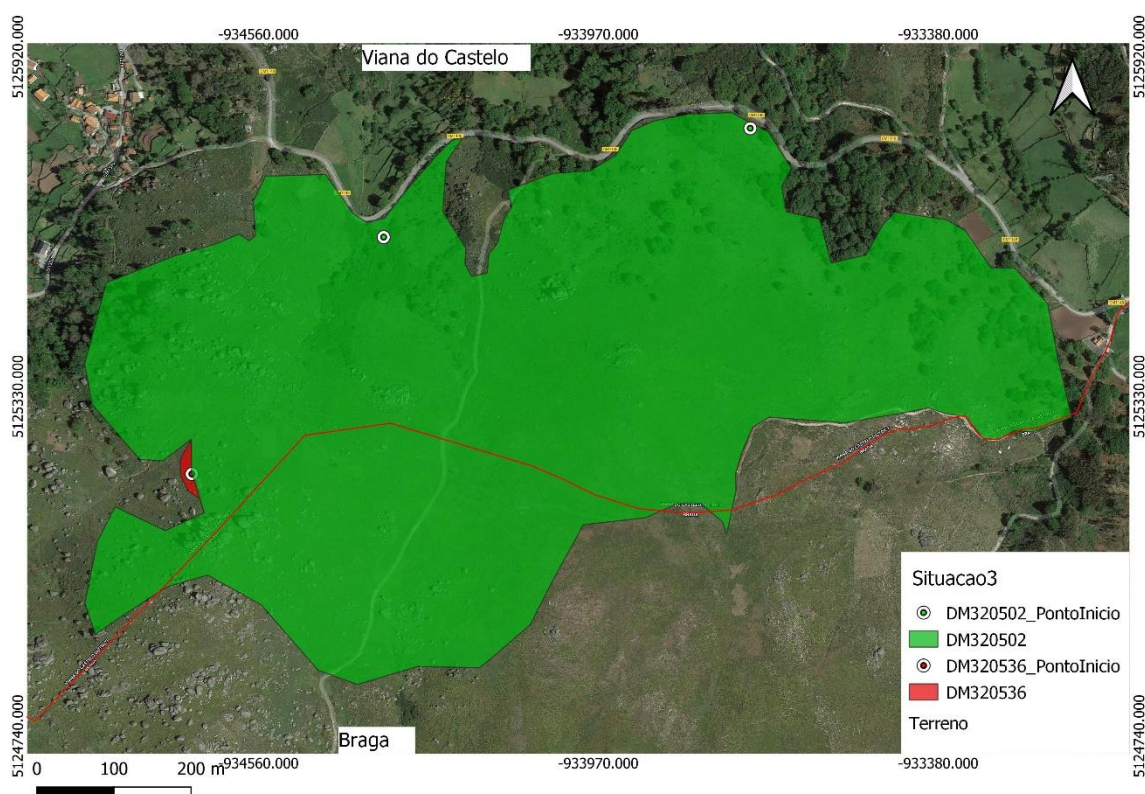 -934560.000
-933970.000
-933380.000
5125920.000
5125920.000
Viana do Castelo
5125330.000
5125330.000
Situacao3
DM320502_PontoInicio
DM320502
DM320536_PontoInicio
DM320536
Terreno
Braga
5124740.000
5124740.000
-934560.000
-933970.000
-933380.000
0 100 200 m